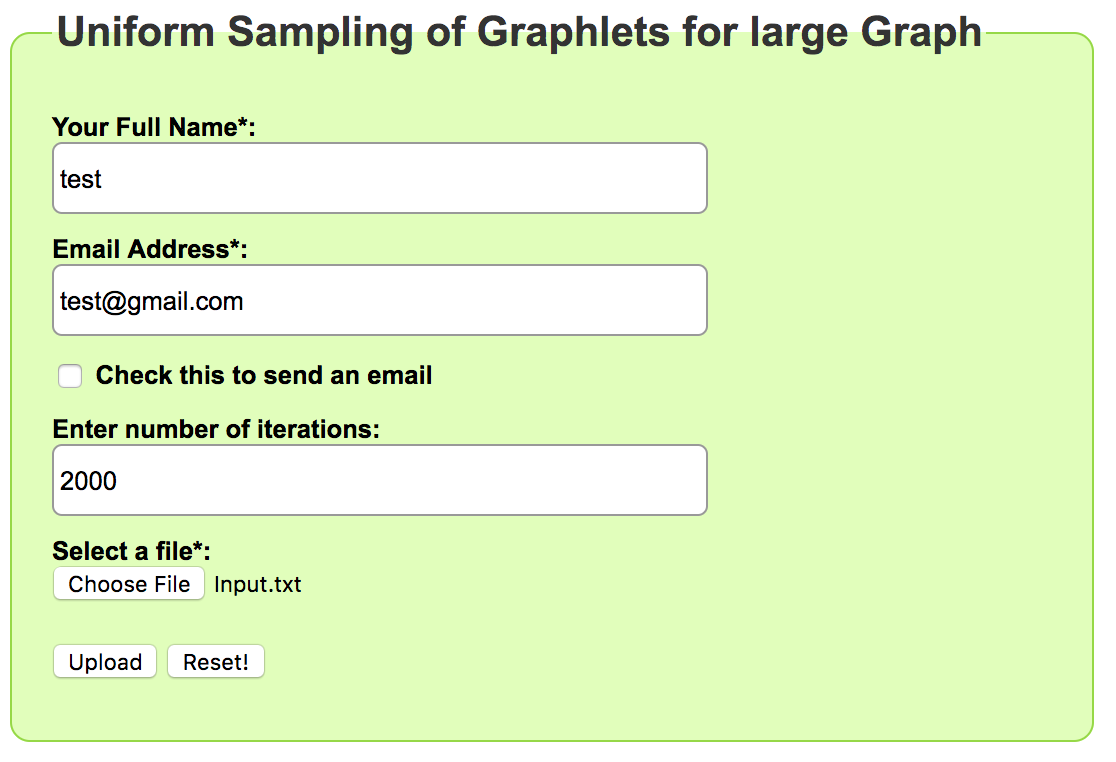 Uniform Sampling of Graphlets for large Graph
Your Full Name*:
test
Email Address*:
test@gmail.com
Check this to send an email
Enter number of iterations:
2000
Select a file*:
Choose File Input.txt
Upload Reset!